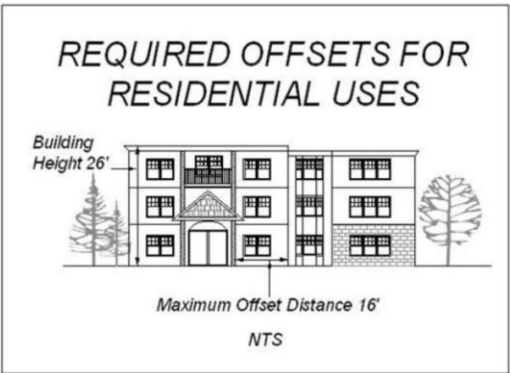 REQUIRED OFFSETS FOR
RESIDENTIAL USES
Building
Height 26'
Maximum Offset Distance 16'
NTS